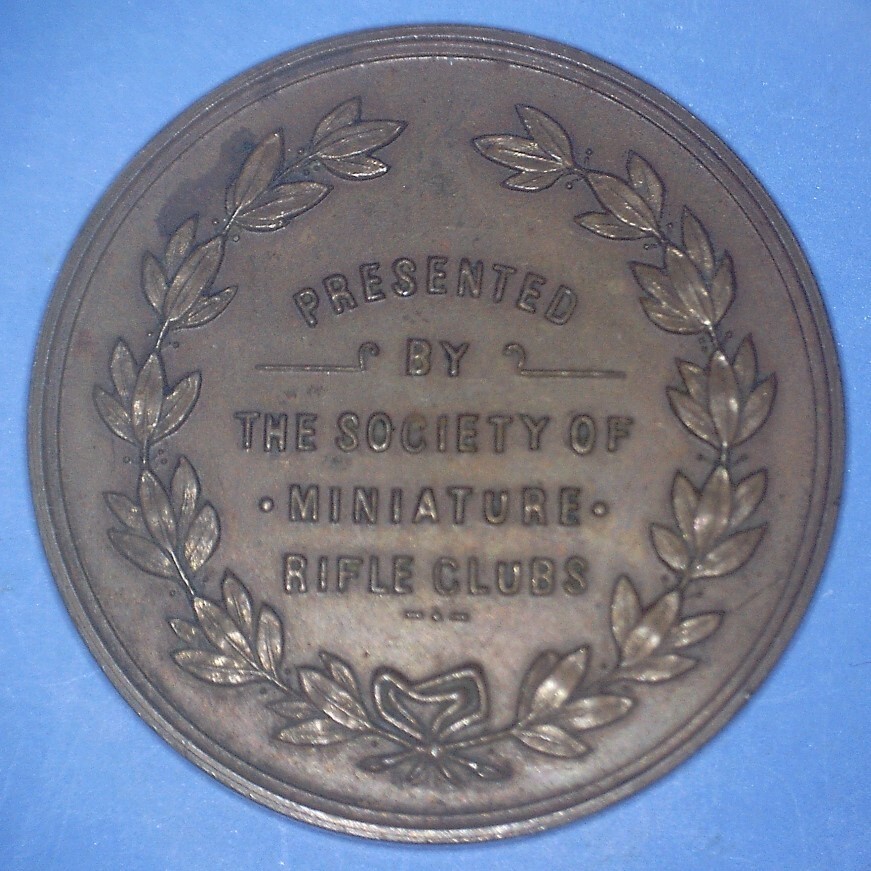 PRESENTED
BY
THE SOCIETY OF
• MINIATURE •
RIFLE CLUBS